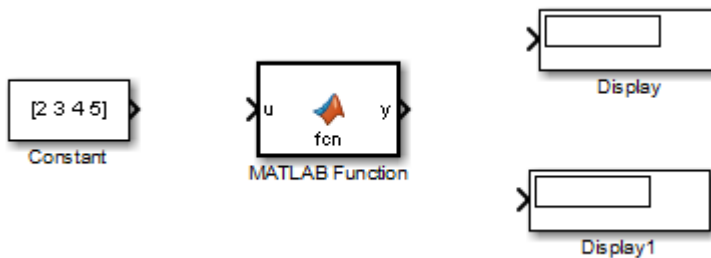 [2 3 4 5]
Constant
u
y
fcn
MATLAB Function
Display
Display1